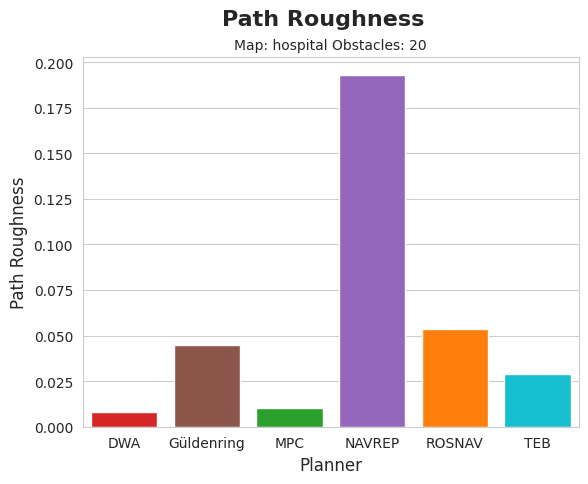 Path Roughness
Map: hospital Obstacles: 20
0.200
0.175
0.150
0.125
0.100
0.075
0.050
0.025
0.000
Path Roughness
DWA Güldenring MPC NAVREP ROSNAV TEB
Planner